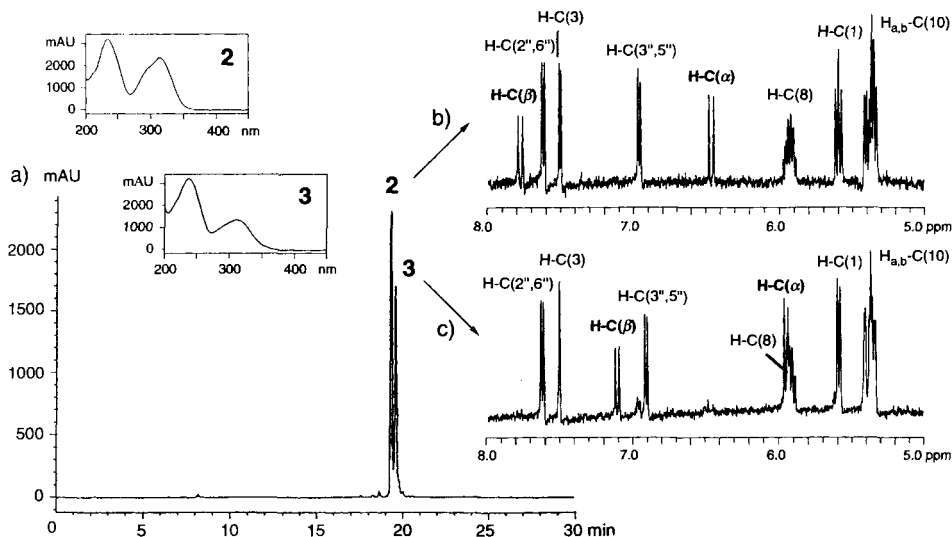 mAU
3000
2000
1000
0
200
300
400
nm
2
mAU
3000
2000
1000
0
200
300
400
nm
3
a) mAU
2000
1500
1000
500
0
0 5 10 15 20 25 30 min
2
3
b)
H-C(3)
H-C(2",6")
H-C(β)
H-C(3",5")
H-C(α)
H-C(8)
H-C(1)
Ha,b-C(10)
8.0 7.0 6.0 5.0 ppm
c)
H-C(3)
H-C(2",6")
H-C(β)
H-C(3",5")
H-C(α)
H-C(8)
H-C(1)
Ha,b-C(10)
8.0 7.0 6.0 5.0 ppm